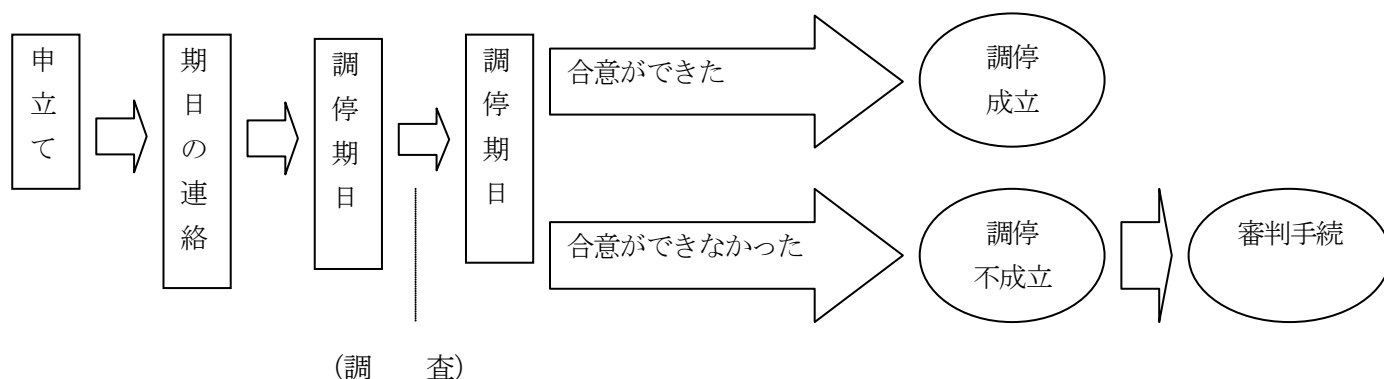 申立て
期日の連絡
調停期日
調停期日
合意ができた
調停
成立
合意ができなかった
調停
不成立
審判手続
(調　　査)